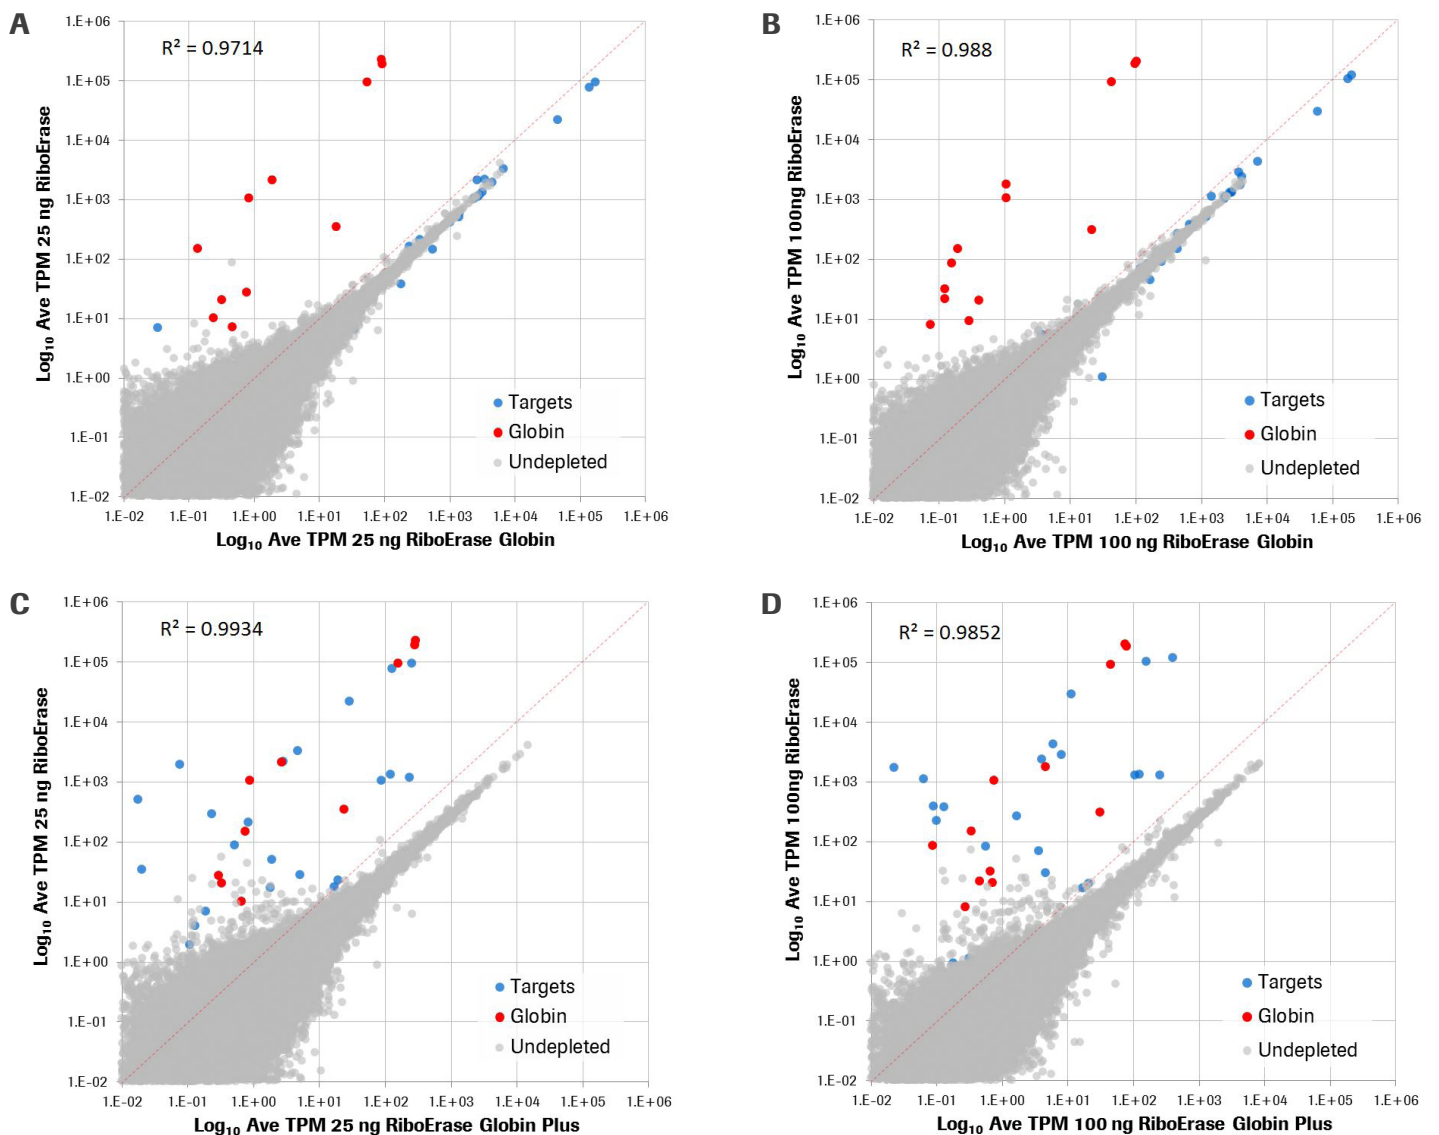 A
R² = 0.9714
1.E+06
1.E+05
1.E+04
1.E+03
1.E+02
1.E+01
1.E+00
1.E-01
1.E-02
Log₁₀ Ave TPM 25 ng RiboErase
Targets
Globin
Undepleted
1.E-02 1.E-01 1.E+00 1.E+01 1.E+02 1.E+03 1.E+04 1.E+05 1.E+06
Log₁₀ Ave TPM 25 ng RiboErase Globin
B
R² = 0.988
1.E+06
1.E+05
1.E+04
1.E+03
1.E+02
1.E+01
1.E+00
1.E-01
1.E-02
Log₁₀ Ave TPM 100ng RiboErase
Targets
Globin
Undepleted
1.E-02 1.E-01 1.E+00 1.E+01 1.E+02 1.E+03 1.E+04 1.E+05 1.E+06
Log₁₀ Ave TPM 100 ng RiboErase Globin
C
R² = 0.9934
1.E+06
1.E+05
1.E+04
1.E+03
1.E+02
1.E+01
1.E+00
1.E-01
1.E-02
Log₁₀ Ave TPM 25 ng RiboErase
Targets
Globin
Undepleted
1.E-02 1.E-01 1.E+00 1.E+01 1.E+02 1.E+03 1.E+04 1.E+05 1.E+06
Log₁₀ Ave TPM 25 ng RiboErase Globin Plus
D
R² = 0.9852
1.E+06
1.E+05
1.E+04
1.E+03
1.E+02
1.E+01
1.E+00
1.E-01
1.E-02
Log₁₀ Ave TPM 100ng RiboErase
Targets
Globin
Undepleted
1.E-02 1.E-01 1.E+00 1.E+01 1.E+02 1.E+03 1.E+04 1.E+05 1.E+06
Log₁₀ Ave TPM 100 ng RiboErase Globin Plus